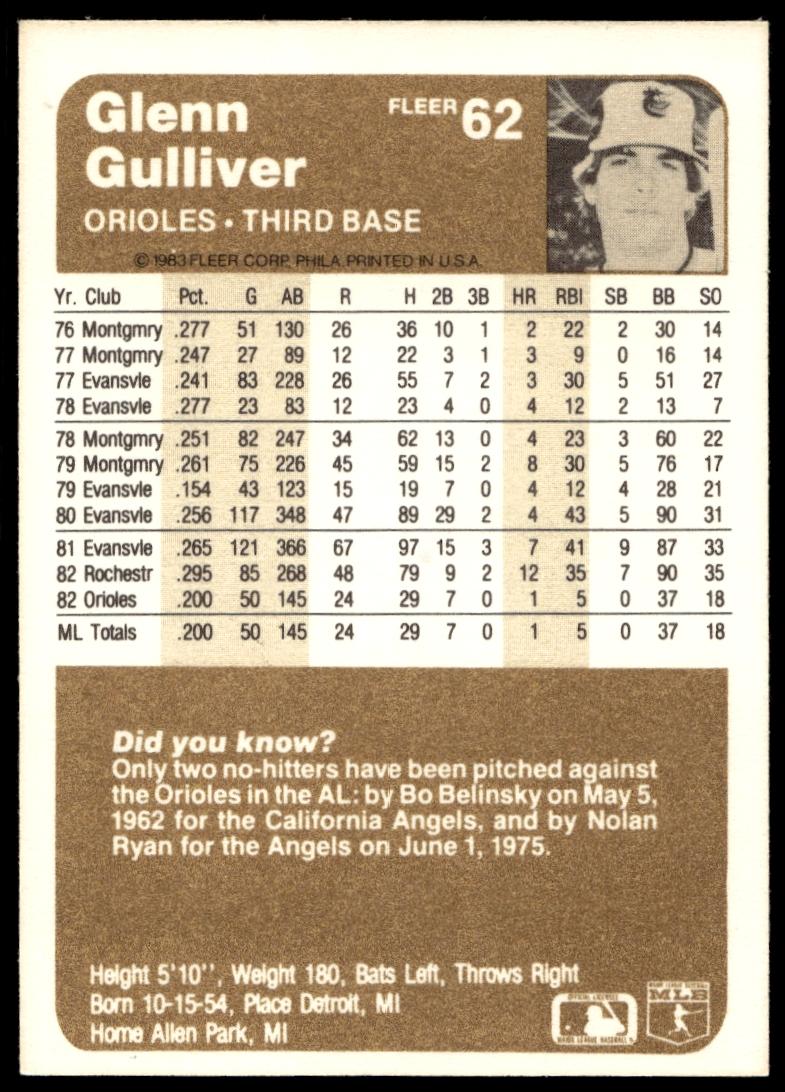 Glenn
Gulliver
FLEER 62
ORIOLES • THIRD BASE
© 1983 FLEER CORP. PHILA. PRINTED IN U.S.A.
Yr. Club Pct. G AB R H 2B 3B HR RBI SB BB SO
76 Montgmry .277 51 130 26 36 10 1 2 22 2 30 14
77 Montgmry .247 27 89 12 22 3 1 3 9 0 16 14
77 Evansvle .241 83 228 26 55 7 2 3 30 5 51 27
78 Evansvle .277 23 83 12 23 4 0 4 12 2 13 7
78 Montgmry .251 82 247 34 62 13 0 4 23 3 60 22
79 Montgmry .261 75 226 45 59 15 2 8 30 5 76 17
79 Evansvle .154 43 123 15 19 7 0 4 12 4 28 21
80 Evansvle .256 117 348 47 89 29 2 4 43 5 90 31
81 Evansvle .265 121 366 67 97 15 3 7 41 9 87 33
82 Rochestr .295 85 268 48 79 9 2 12 35 7 90 35
82 Orioles .200 50 145 24 29 7 0 1 5 0 37 18
ML Totals .200 50 145 24 29 7 0 1 5 0 37 18
Did you know?
Only two no-hitters have been pitched against
the Orioles in the AL: by Bo Belinsky on May 5,
1962 for the California Angels, and by Nolan
Ryan for the Angels on June 1, 1975.
Height 5'10'', Weight 180, Bats Left, Throws Right
Born 10-15-54, Place Detroit, MI
Home Allen Park, MI
OFFICIAL LICENSEE
MAJOR LEAGUE BASEBALL
MLB